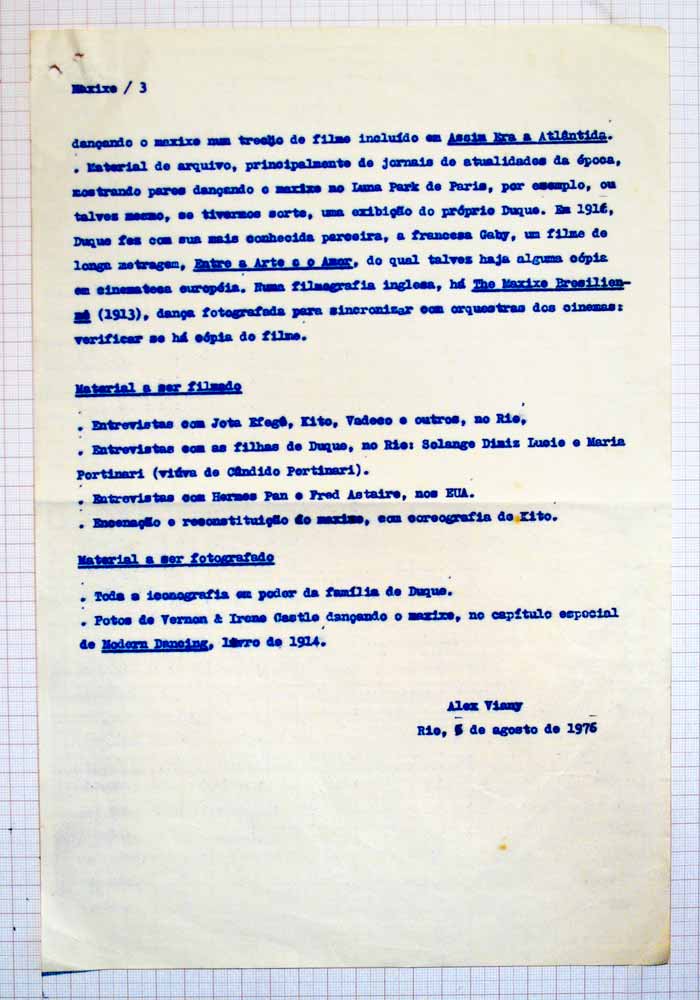 Maxixe / 3
dançando o maxixe num trecho de filme incluído em Assim Era a Atlântida.
. Material de arquivo, principalmente de jornais de atualidades da época,
mostrando pares dançando o maxixe no Luna Park de Paris, por exemplo, ou
talvez mesmo, se tivermos sorte, uma exibição do próprio Duque. Em 1916,
Duque fez com sua mais conhecida parceira, a francesa Gaby, um filme de
longa metragem, Entre a Arte e o Amor, do qual talvez haja alguma cópia
em cinemateca européia. Numa filmografia inglesa, há The Maxixe Bresilien-
ne (1913), dança fotografada para sincronizar com orquestras dos cinemas:
verificar se há cópia do filme.
Material a ser filmado
. Entrevistas com Jota Efegê, Kito, Vadeco e outros, no Rio,
. Entrevistas com as filhas de Duque, no Rio: Solange Diniz Lucie e Maria
Portinari (viúva de Cândido Portinari).
. Entrevistas com Hermes Pan e Fred Astaire, nos EUA.
. Encenação e reconstituição do maxixe, com coreografia de Kito.
Material a ser fotografado
. Toda a iconografia em poder da família de Duque.
. Fotos de Vernon & Irene Castle dançando o maxixe, no capítulo especial
de Modern Dancing, livro de 1914.
Alex Viany
Rio, de agosto de 1976